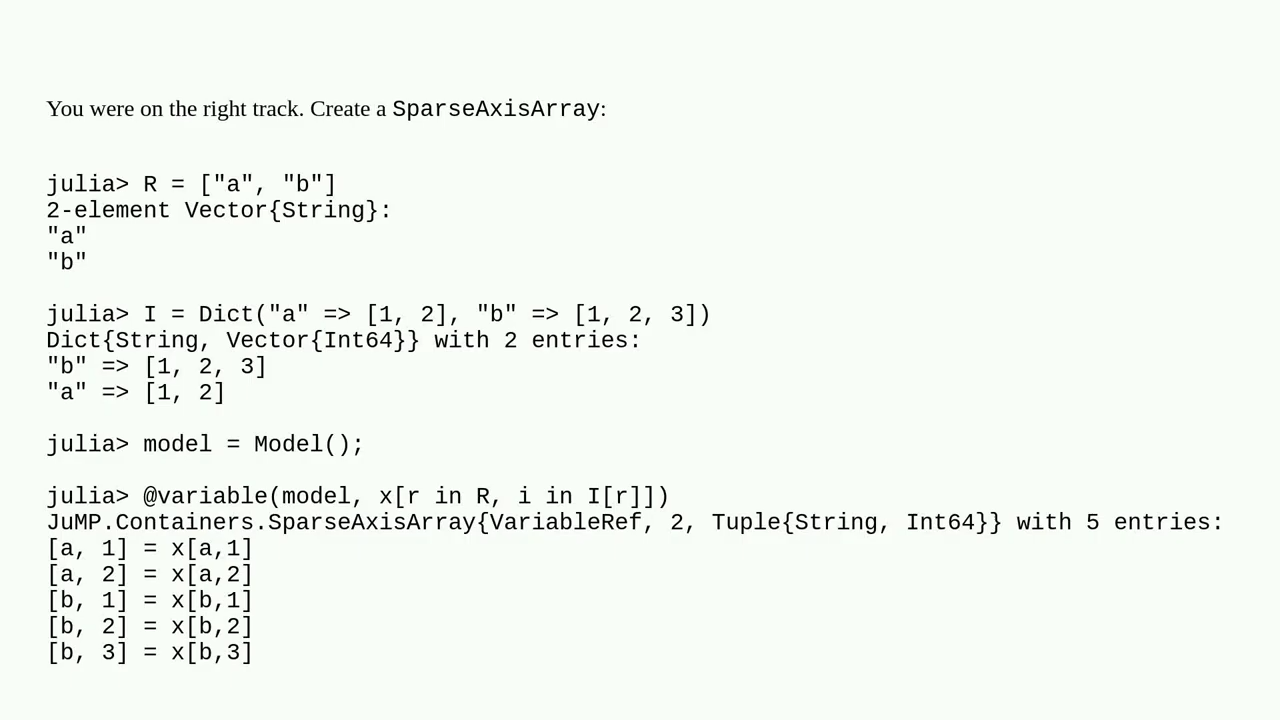 You were on the right track. Create a SparseAxisArray:
julia> R = ["a", "b"]
2-element Vector{String}:
"a"
"b"
julia> I = Dict("a" => [1, 2], "b" => [1, 2, 3])
Dict{String, Vector{Int64}} with 2 entries:
"b" => [1, 2, 3]
"a" => [1, 2]
julia> model = Model();
julia> @variable(model, x[r in R, i in I[r]])
JuMP.Containers.SparseAxisArray{VariableRef, 2, Tuple{String, Int64}} with 5 entries:
[a, 1] = x[a,1]
[a, 2] = x[a,2]
[b, 1] = x[b,1]
[b, 2] = x[b,2]
[b, 3] = x[b,3]